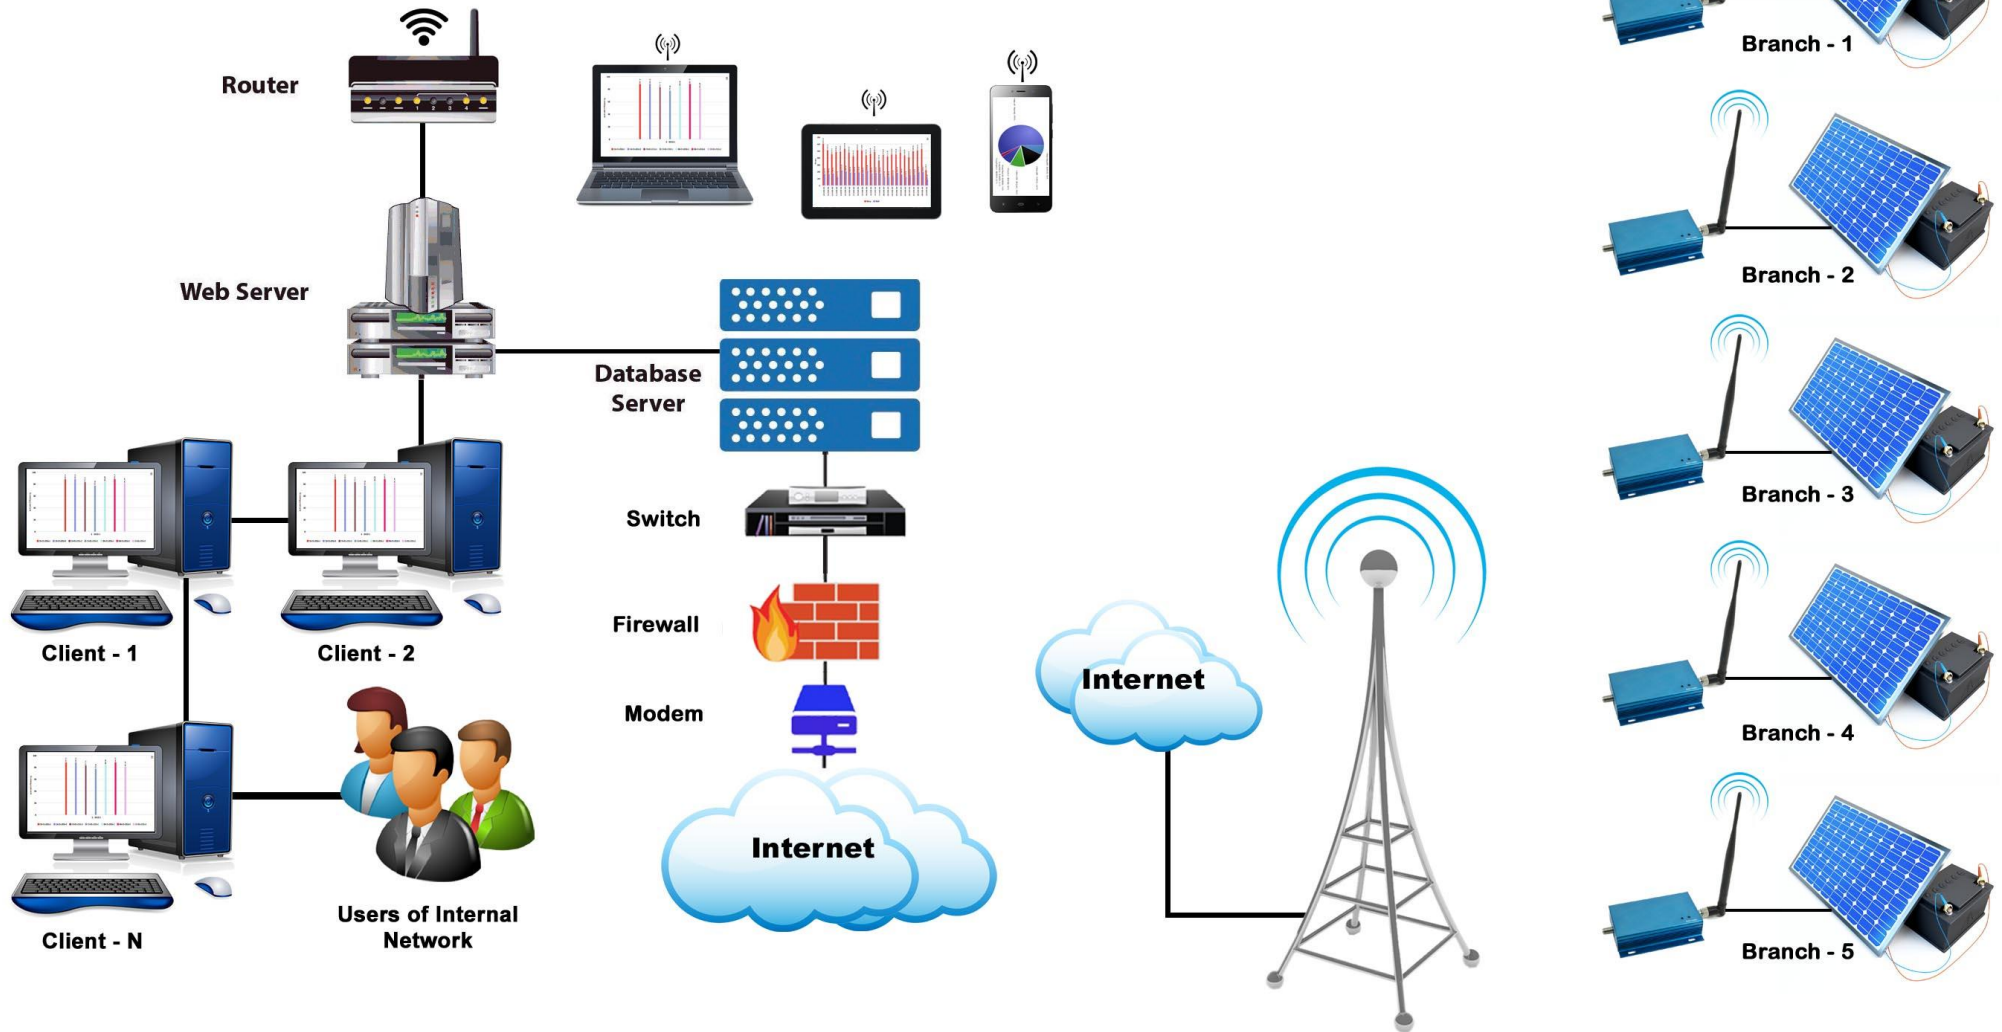 Router
Web Server
Database
Server
Switch
Firewall
Modem
Internet
Client - 1
Client - 2
Client - N
Users of Internal
Network
Internet
Branch - 1
Branch - 2
Branch - 3
Branch - 4
Branch - 5